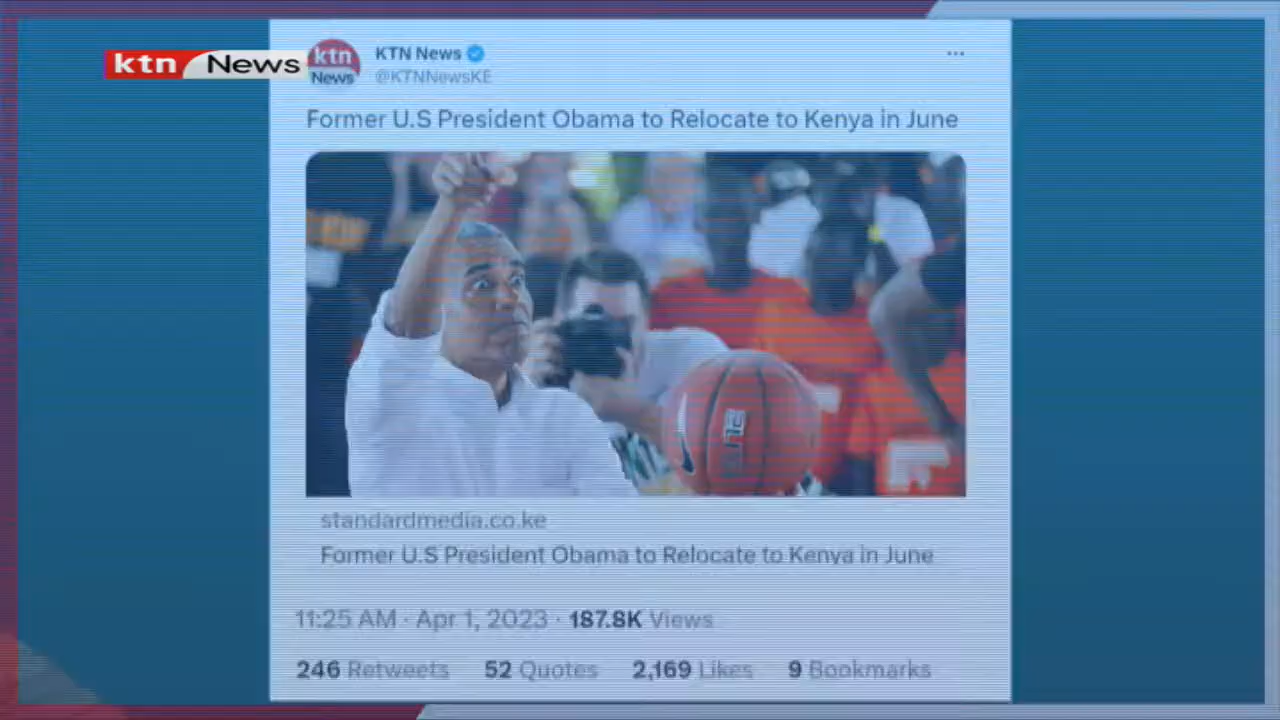 ktn News
ktn
News
KTN News
@KTNNewsKE
Former U.S President Obama to Relocate to Kenya in June
standardmedia.co.ke
Former U.S President Obama to Relocate to Kenya in June
11:25 AM · Apr 1, 2023 · 187.8K Views
246 Retweets 52 Quotes 2,169 Likes 9 Bookmarks